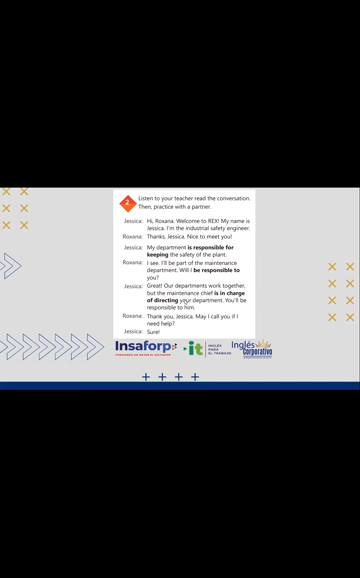 2 Listen to your teacher read the conversation.
Then, practice with a partner.
Jessica: Hi, Roxana. Welcome to REX! My name is
Jessica. I'm the industrial safety engineer.
Roxana: Thanks, Jessica. Nice to meet you!
Jessica: My department is responsible for
keeping the safety of the plant.
Roxana: I see. I'll be part of the maintenance
department. Will I be responsible to
you?
Jessica: Great! Our departments work together,
but the maintenance chief is in charge
of directing your department. You'll be
responsible to him.
Roxana: Thank you, Jessica. May I call you if I
need help?
Jessica: Sure!
Insaforp
it
INGLÉS
PARA
EL TRABAJO
Inglés
Corporativo